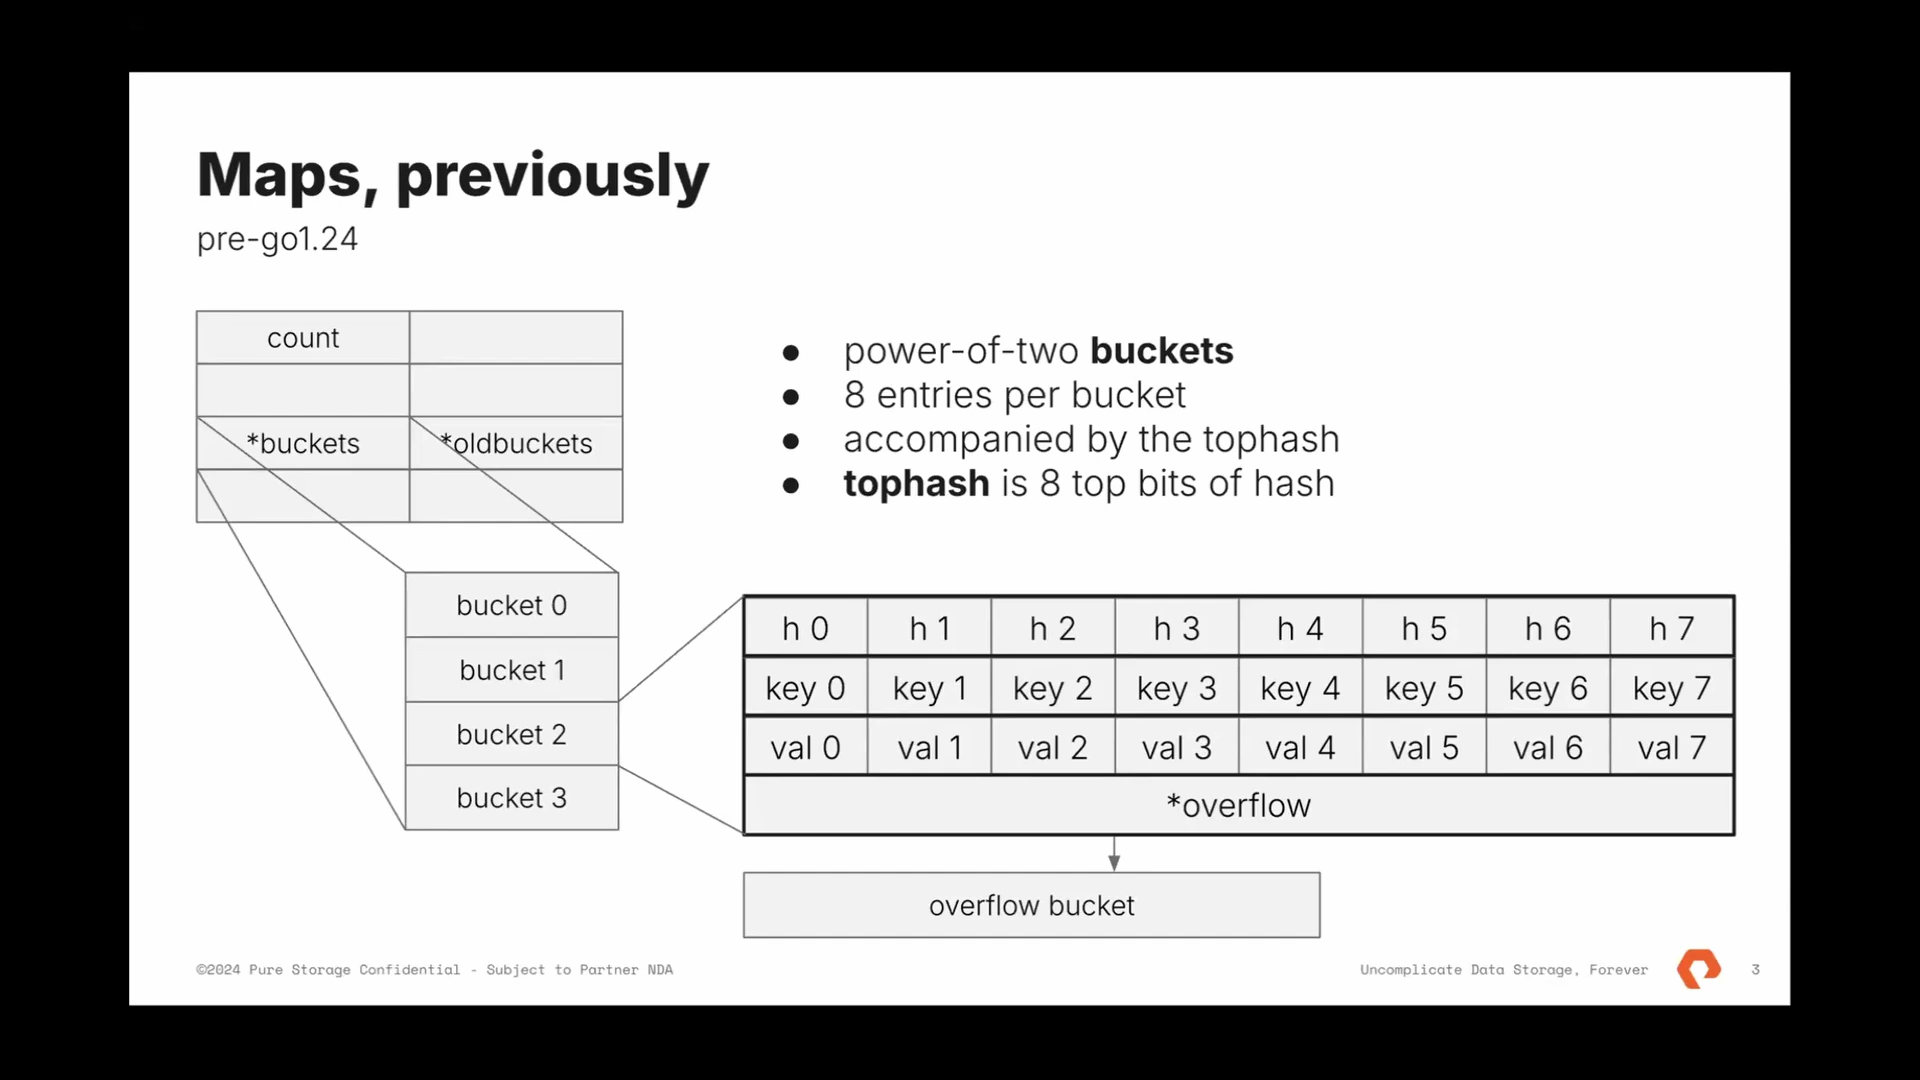 Maps, previously
pre-go1.24
count
*buckets *oldbuckets
● power-of-two buckets
● 8 entries per bucket
● accompanied by the tophash
● tophash is 8 top bits of hash
bucket 0
bucket 1
bucket 2
bucket 3
h 0 h 1 h 2 h 3 h 4 h 5 h 6 h 7
key 0 key 1 key 2 key 3 key 4 key 5 key 6 key 7
val 0 val 1 val 2 val 3 val 4 val 5 val 6 val 7
*overflow
overflow bucket
©2024 Pure Storage Confidential - Subject to Partner NDA
Uncomplicate Data Storage, Forever 3